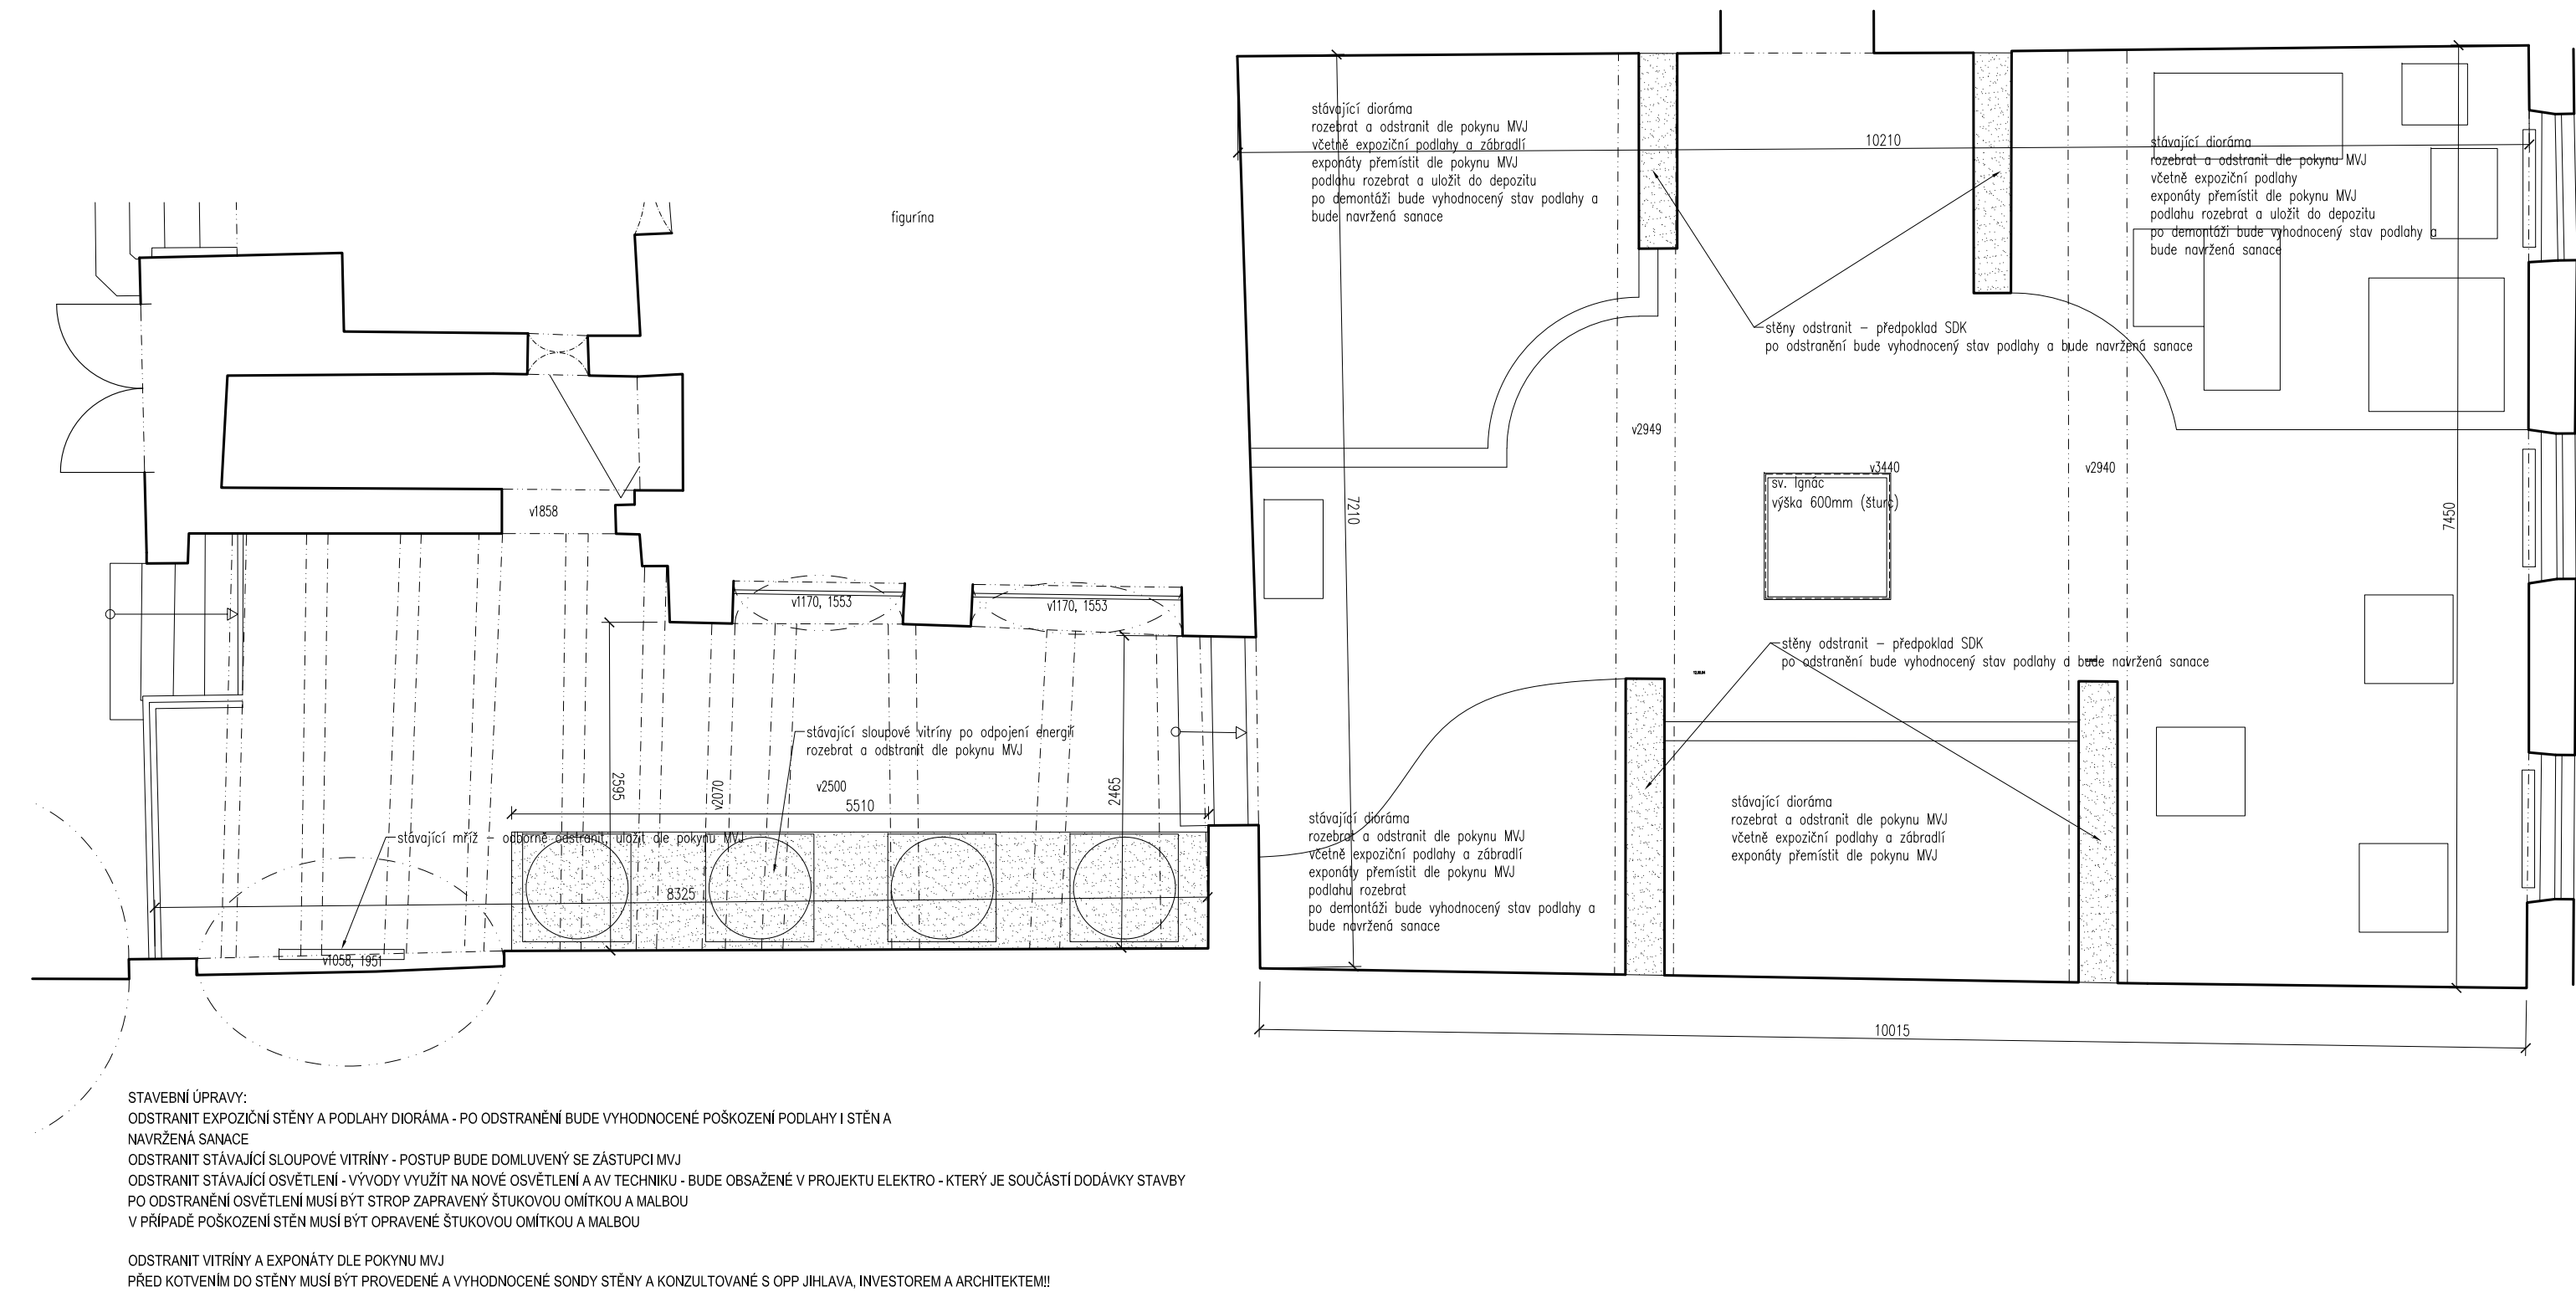 stávající dioráma
rozebrat a odstranit dle pokynu MVJ
včetně expoziční podlahy a zábradlí
exponáty přemístit dle pokynu MVJ
podlahu rozebrat a uložit do depozitu
po demontáži bude vyhodnocený stav podlahy a
bude navržená sanace
10210
stávající dioráma
rozebrat a odstranit dle pokynu MVJ
včetně expoziční podlahy
exponáty přemístit dle pokynu MVJ
podlahu rozebrat a uložit do depozitu
po demontáži bude vyhodnocený stav podlahy a
bude navržená sanace
figurína
stěny odstranit – předpoklad SDK
po odstranění bude vyhodnocený stav podlahy a bude navržená sanace
v2949
v3440
v2940
sv. Ignác
výška 600mm (šturc)
7210
7450
v1858
v1170, 1553
v1170, 1553
stěny odstranit – předpoklad SDK
po odstranění bude vyhodnocený stav podlahy a bude navržená sanace
stávající sloupové vitríny po odpojení energií
rozebrat a odstranit dle pokynu MVJ
2595
v2070
v2500
2465
5510
stávající mříž – odborně odstranit, uložit dle pokynu MVJ
8325
v1058, 1951
stávající dioráma
rozebrat a odstranit dle pokynu MVJ
včetně expoziční podlahy a zábradlí
exponáty přemístit dle pokynu MVJ
podlahu rozebrat
po demontáži bude vyhodnocený stav podlahy a
bude navržená sanace
stávající dioráma
rozebrat a odstranit dle pokynu MVJ
včetně expoziční podlahy a zábradlí
exponáty přemístit dle pokynu MVJ
10015
STAVEBNÍ ÚPRAVY:
ODSTRANIT EXPOZIČNÍ STĚNY A PODLAHY DIORÁMA - PO ODSTRANĚNÍ BUDE VYHODNOCENÉ POŠKOZENÍ PODLAHY I STĚN A
NAVRŽENÁ SANACE
ODSTRANIT STÁVAJÍCÍ SLOUPOVÉ VITRÍNY - POSTUP BUDE DOMLUVENÝ SE ZÁSTUPCI MVJ
ODSTRANIT STÁVAJÍCÍ OSVĚTLENÍ - VÝVODY VYUŽÍT NA NOVÉ OSVĚTLENÍ A AV TECHNIKU - BUDE OBSAŽENÉ V PROJEKTU ELEKTRO - KTERÝ JE SOUČÁSTÍ DODÁVKY STAVBY
PO ODSTRANĚNÍ OSVĚTLENÍ MUSÍ BÝT STROP ZAPRAVENÝ ŠTUKOVOU OMÍTKOU A MALBOU
V PŘÍPADĚ POŠKOZENÍ STĚN MUSÍ BÝT OPRAVENÉ ŠTUKOVOU OMÍTKOU A MALBOU
ODSTRANIT VITRÍNY A EXPONÁTY DLE POKYNU MVJ
PŘED KOTVENÍM DO STĚNY MUSÍ BÝT PROVEDENÉ A VYHODNOCENÉ SONDY STĚNY A KONZULTOVANÉ S OPP JIHLAVA, INVESTOREM A ARCHITEKTEM!!